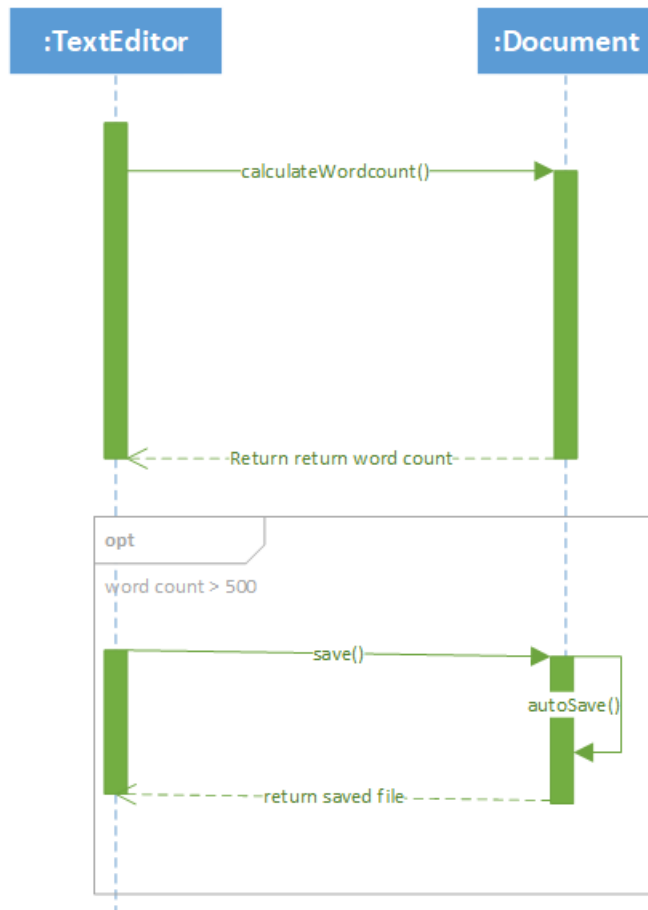 :TextEditor
:Document
calculateWordcount()
Return return word count
opt
word count > 500
save()
autoSave()
return saved file